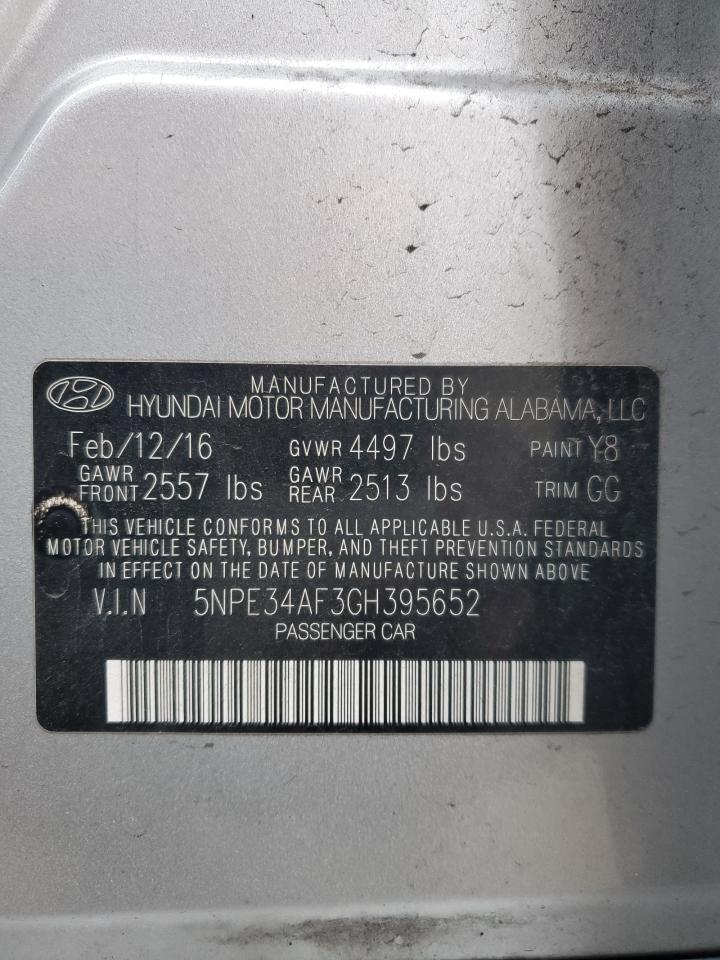 MANUFACTURED BY
HYUNDAI MOTOR MANUFACTURING ALABAMA, LLC
Feb/12/16 GVWR 4497 lbs PAINT Y8
GAWR FRONT 2557 lbs GAWR REAR 2513 lbs TRIM GG
THIS VEHICLE CONFORMS TO ALL APPLICABLE U.S.A. FEDERAL
MOTOR VEHICLE SAFETY, BUMPER, AND THEFT PREVENTION STANDARDS
IN EFFECT ON THE DATE OF MANUFACTURE SHOWN ABOVE.
V.I.N 5NPE34AF3GH395652
PASSENGER CAR